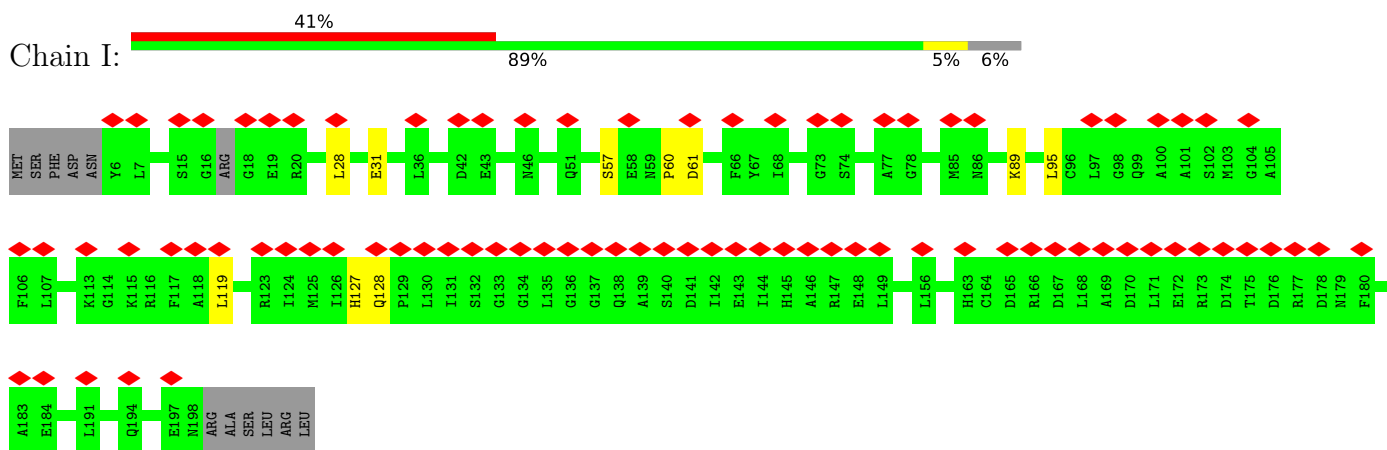 41%
Chain I:
89% 5% 6%
MET SER PHE ASP ASN Y6 L7 S15 G16 ARG G18 E19 R20 L28 E31 L36 D42 E43 N46 Q51 S57 E58 N59 P60 D61 F66 Y67 I68 G73 S74 A77 G78 M85 N86 K89 L95 C96 L97 G98 Q99 A100 A101 S102 M103 G104 A105
F106 L107 K113 G114 K115 R116 F117 A118 L119 R123 I124 M125 I126 H127 Q128 P129 L130 I131 S132 G133 G134 L135 G136 G137 Q138 A139 S140 D141 I142 E143 I144 H145 A146 R147 E148 L149 L156 H163 C164 D165 R166 D167 L168 A169 D170 L171 E172 R173 D174 T175 D176 R177 D178 N179 F180
A183 E184 L191 Q194 E197 N198 ARG ALA SER LEU ARG LEU